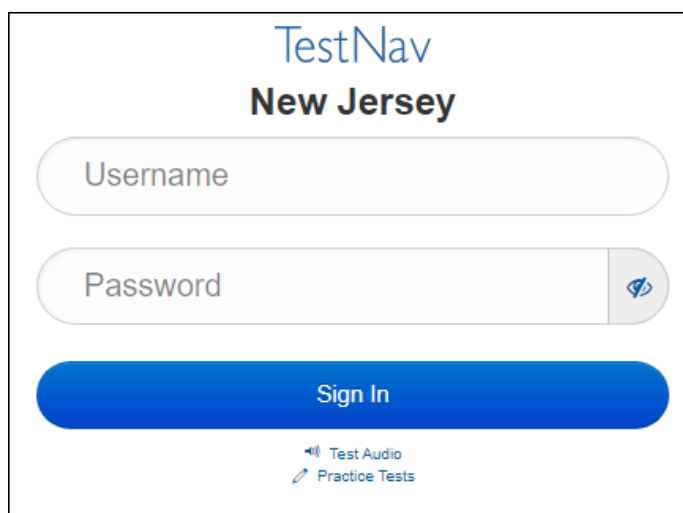 TestNav
New Jersey
Username
Password
Sign In
Test Audio
Practice Tests